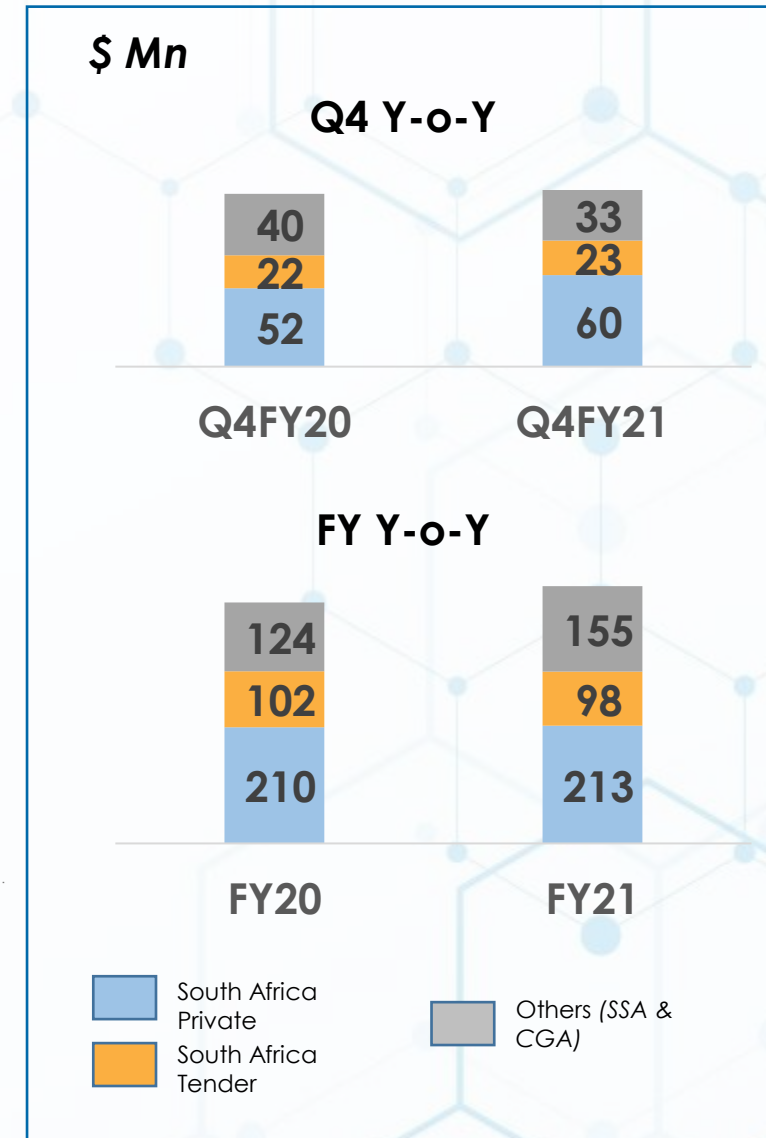 $ Mn
Q4 Y-o-Y
40
22
52
33
23
60
Q4FY20
Q4FY21
FY Y-o-Y
124
102
210
155
98
213
FY20
FY21
South Africa
Private
South Africa
Tender
Others (SSA &
CGA)